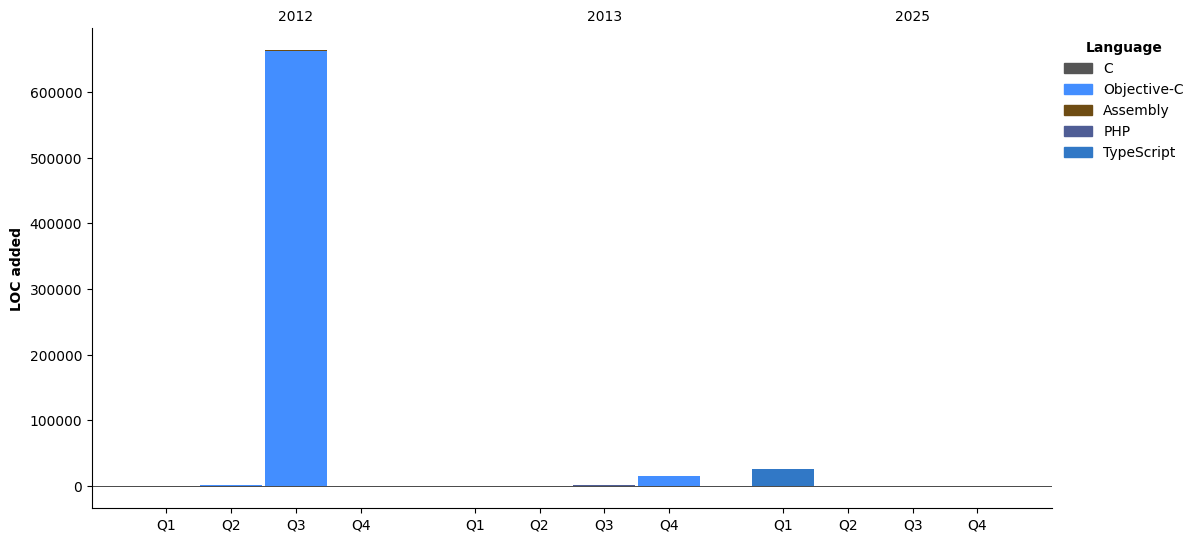 2012 2013 2025
Language
C
Objective-C
Assembly
PHP
TypeScript
LOC added
600000
500000
400000
300000
200000
100000
0
Q1 Q2 Q3 Q4 Q1 Q2 Q3 Q4 Q1 Q2 Q3 Q4